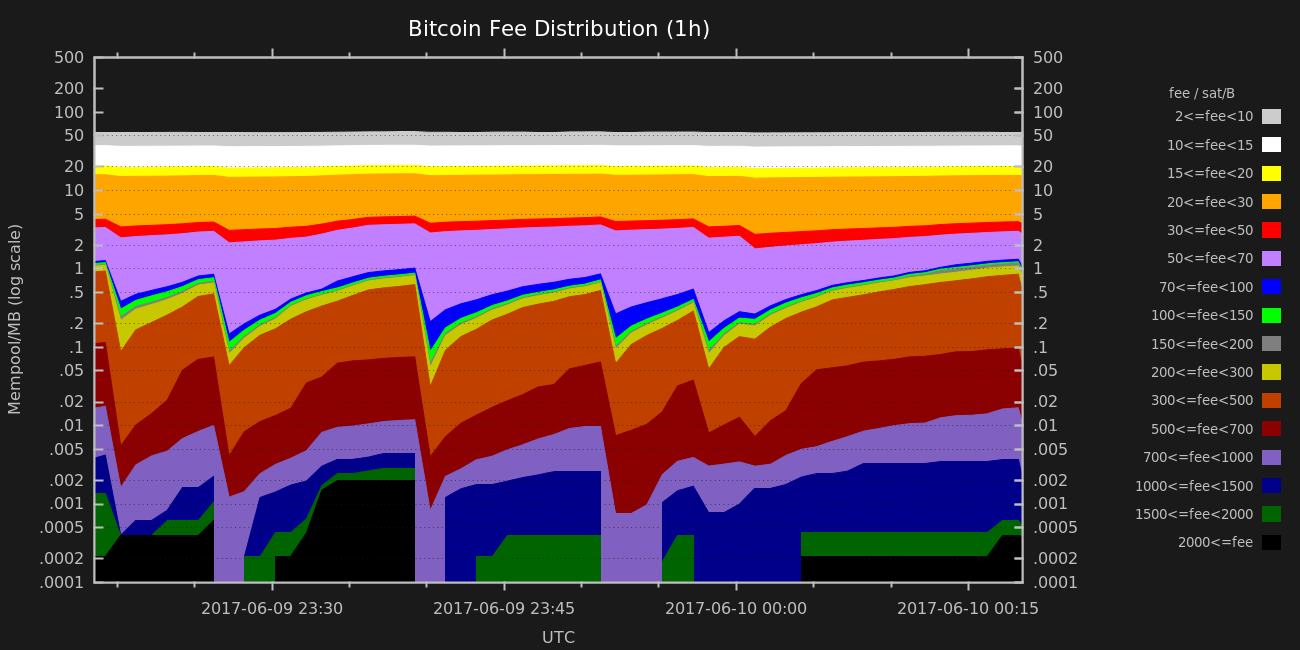 Bitcoin Fee Distribution (1h)
500 500
200 200
100 100
50 50
20 20
10 10
5 5
2 2
1 1
.5 .5
.2 .2
.1 .1
.05 .05
.02 .02
.01 .01
.005 .005
.002 .002
.001 .001
.0005 .0005
.0002 .0002
.0001 .0001
Mempool/MB (log scale)
2017-06-09 23:30 2017-06-09 23:45 2017-06-10 00:00 2017-06-10 00:15
UTC
fee / sat/B
2<=fee<10
10<=fee<15
15<=fee<20
20<=fee<30
30<=fee<50
50<=fee<70
70<=fee<100
100<=fee<150
150<=fee<200
200<=fee<300
300<=fee<500
500<=fee<700
700<=fee<1000
1000<=fee<1500
1500<=fee<2000
2000<=fee